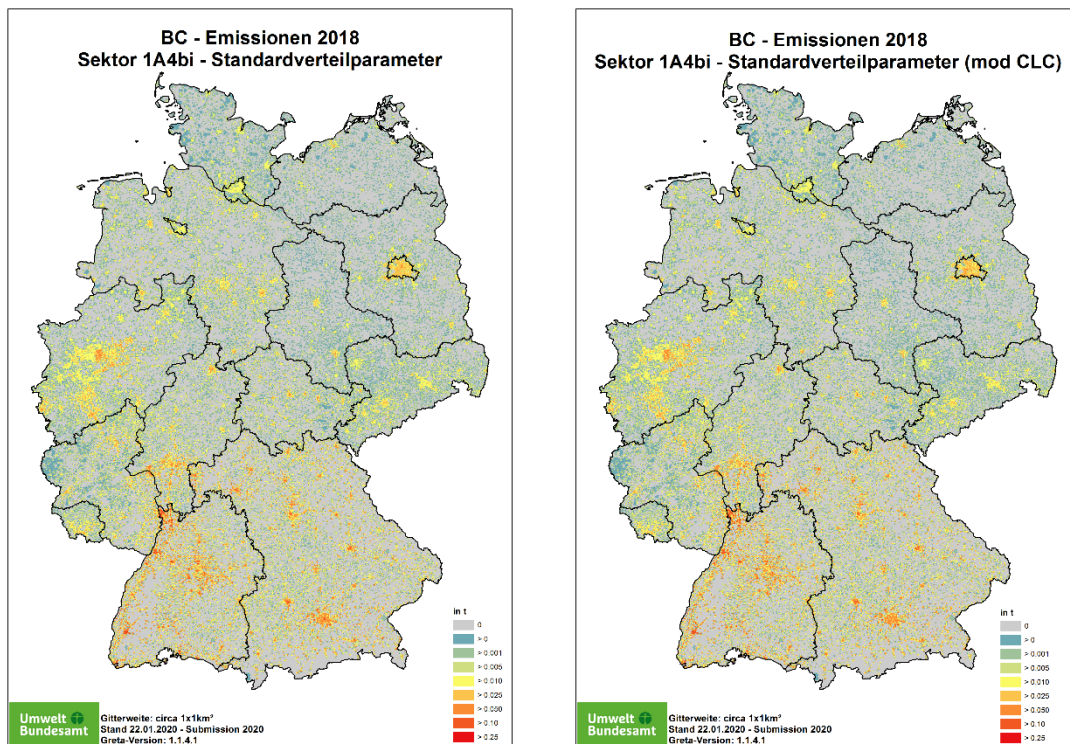 BC - Emissionen 2018
Sektor 1A4bi - Standardverteilparameter
in t
0
> 0
> 0.001
> 0.005
> 0.010
> 0.025
> 0.050
> 0.10
> 0.25
Umwelt
Bundesamt
Gitterweite: circa 1x1km²
Stand 22.01.2020 - Submission 2020
Greta-Version: 1.1.4.1
BC - Emissionen 2018
Sektor 1A4bi - Standardverteilparameter (mod CLC)
in t
0
> 0
> 0.001
> 0.005
> 0.010
> 0.025
> 0.050
> 0.10
> 0.25
Umwelt
Bundesamt
Gitterweite: circa 1x1km²
Stand 22.01.2020 - Submission 2020
Greta-Version: 1.1.4.1